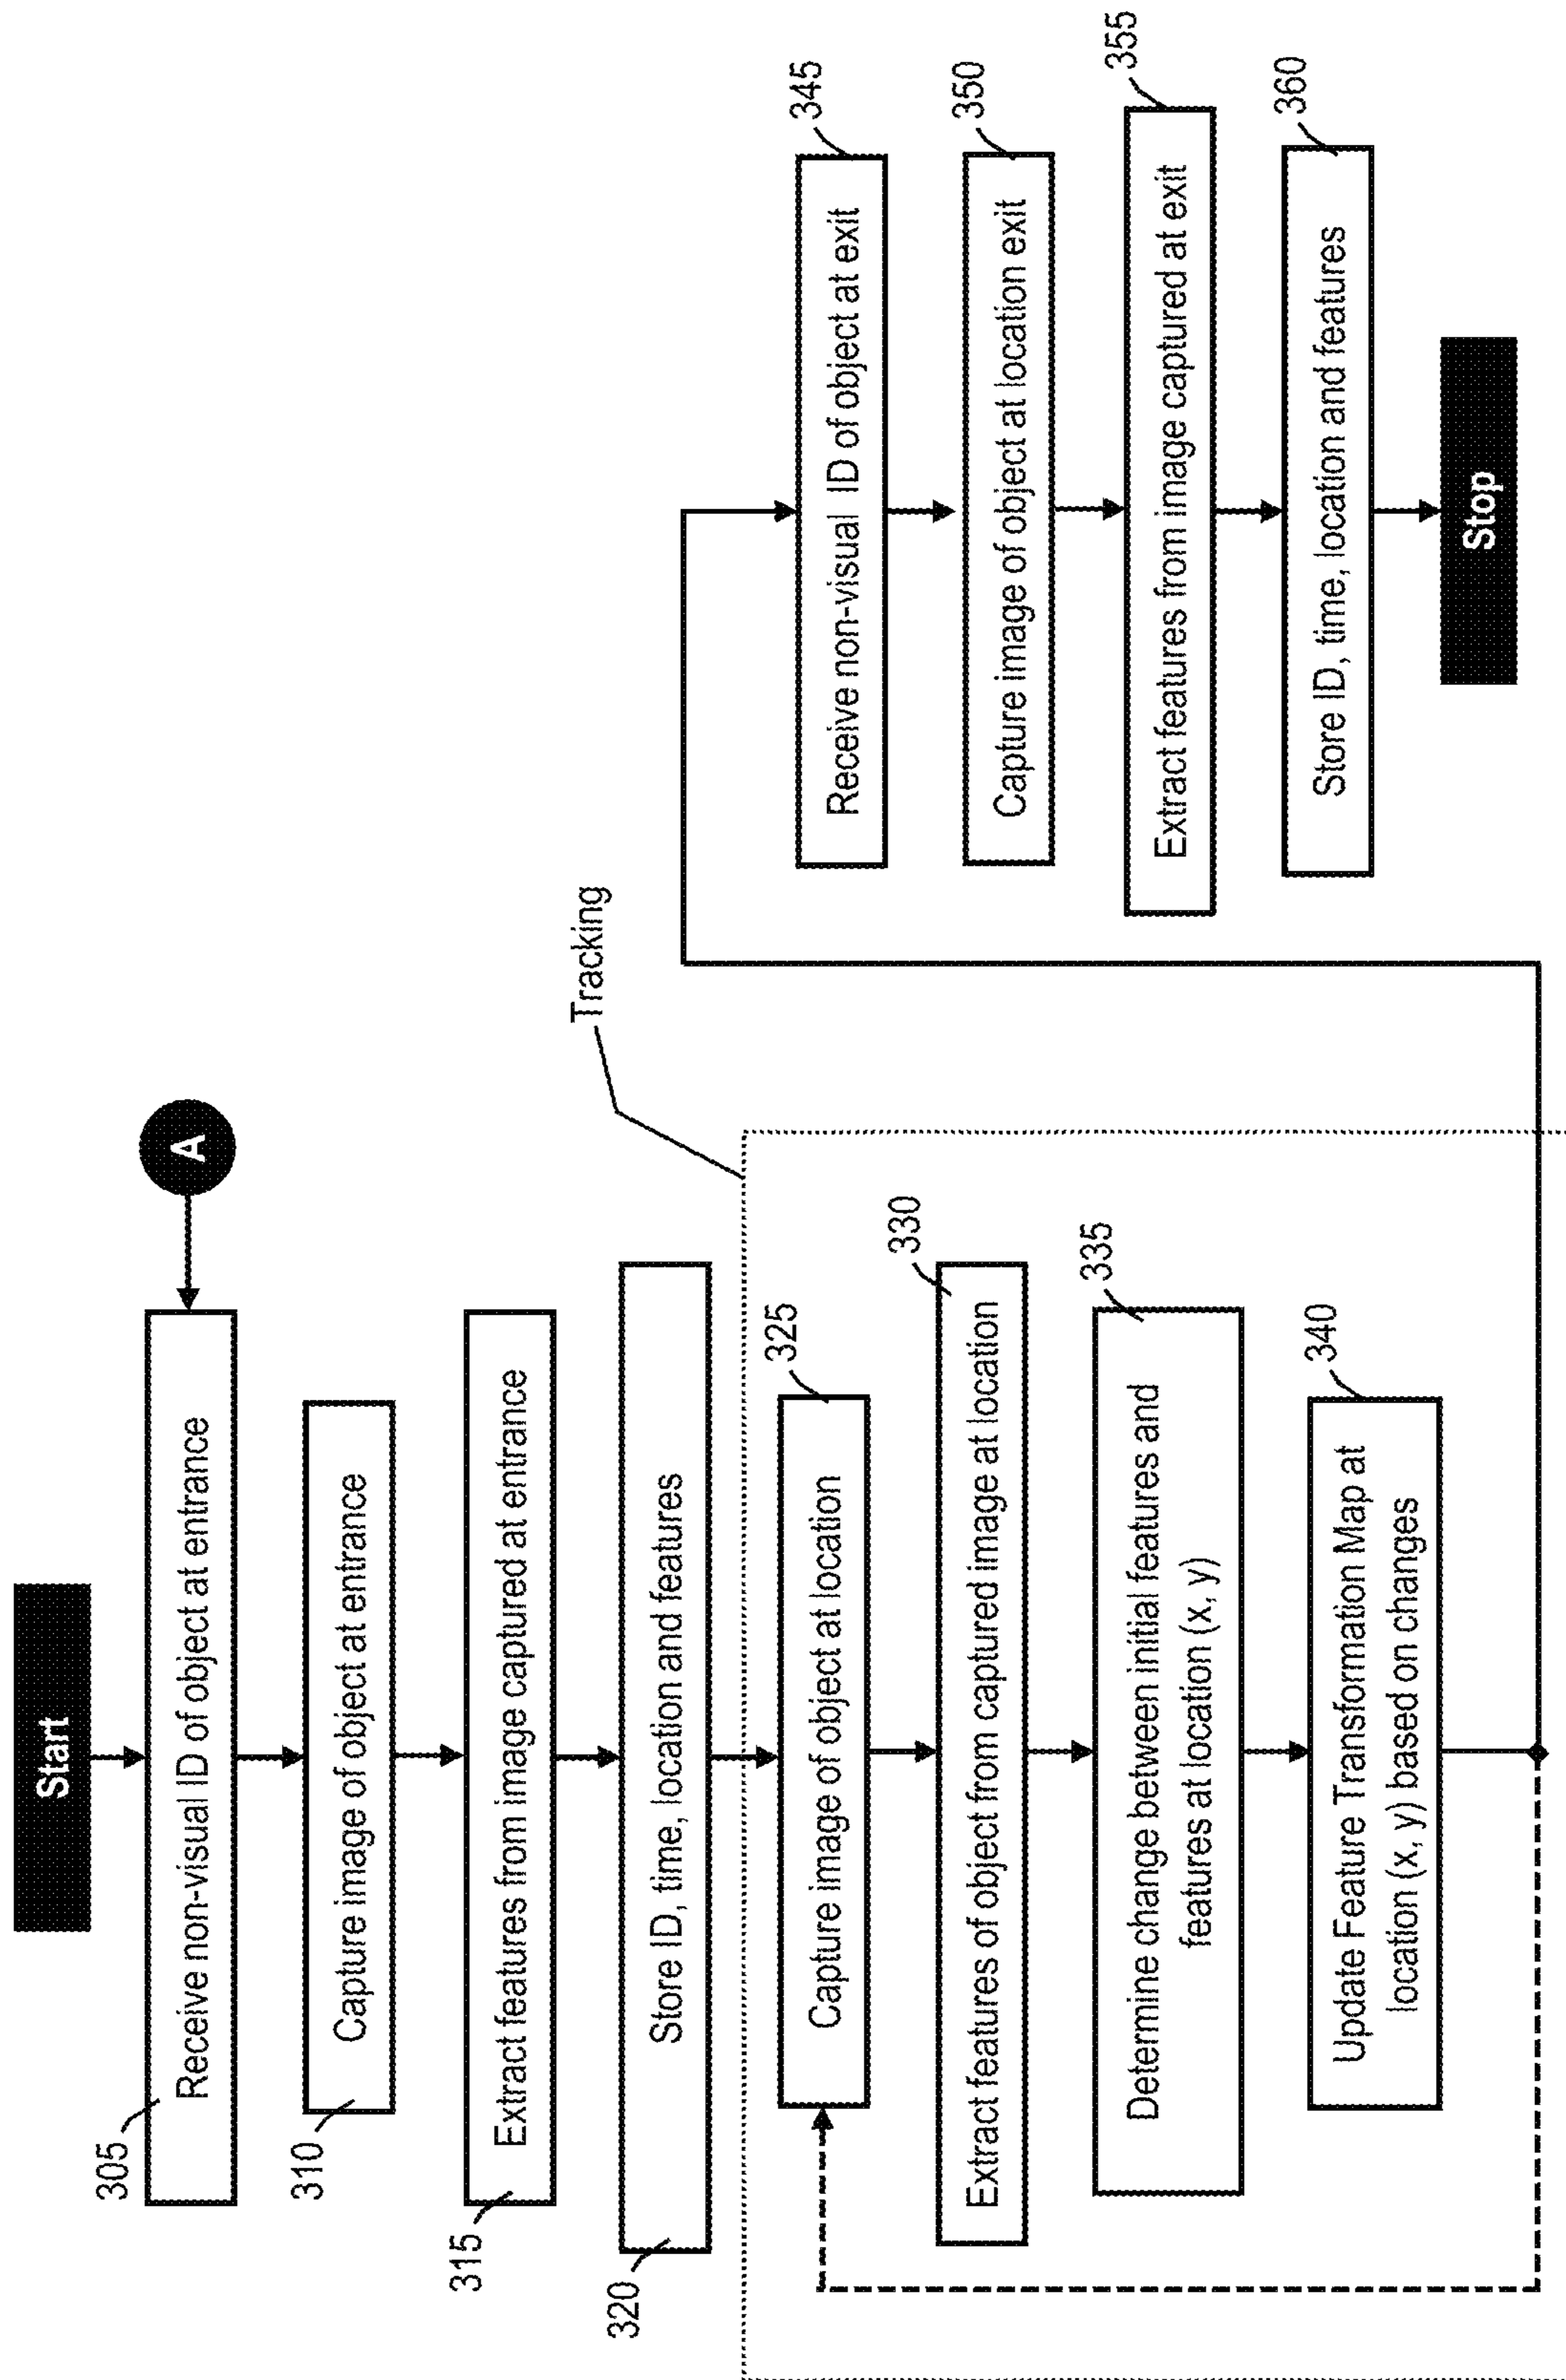 Start
A
305
Receive non-visual ID of object at entrance
310
Capture image of object at entrance
315
Extract features from image captured at entrance
320
Store ID, time, location and features
Tracking
325
Capture image of object at location
330
Extract features of object from captured image at location
335
Determine change between initial features and
features at location (x, y)
340
Update Feature Transformation Map at
location (x, y) based on changes
345
Receive non-visual ID of object at exit
350
Capture image of object at location exit
355
Extract features from image captured at exit
360
Store ID, time, location and features
Stop